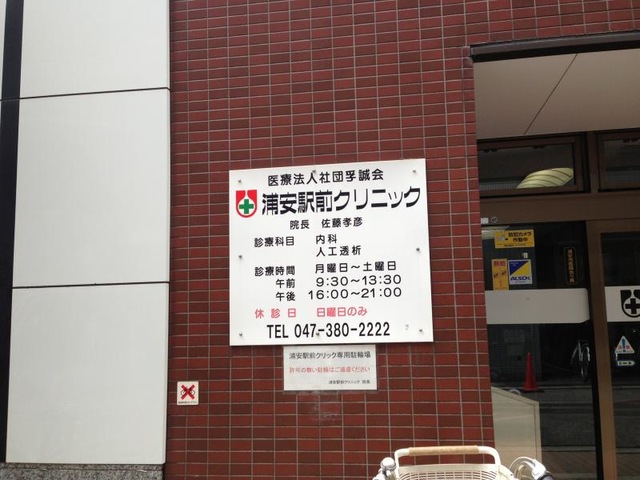 医療法人社団孚誠会
浦安駅前クリニック
院長 佐藤孝彦
診療科目 内科
人工透析
診療時間 月曜日～土曜日
午前 9:30～13:30
午後 16:00～21:00
休診日 日曜日のみ
TEL 047-380-2222
浦安駅前クリック専用駐輪場
許可の無い駐輪はご遠慮ください
浦安駅前クリニック 院長
防犯カメラ
作動中
ALSOK